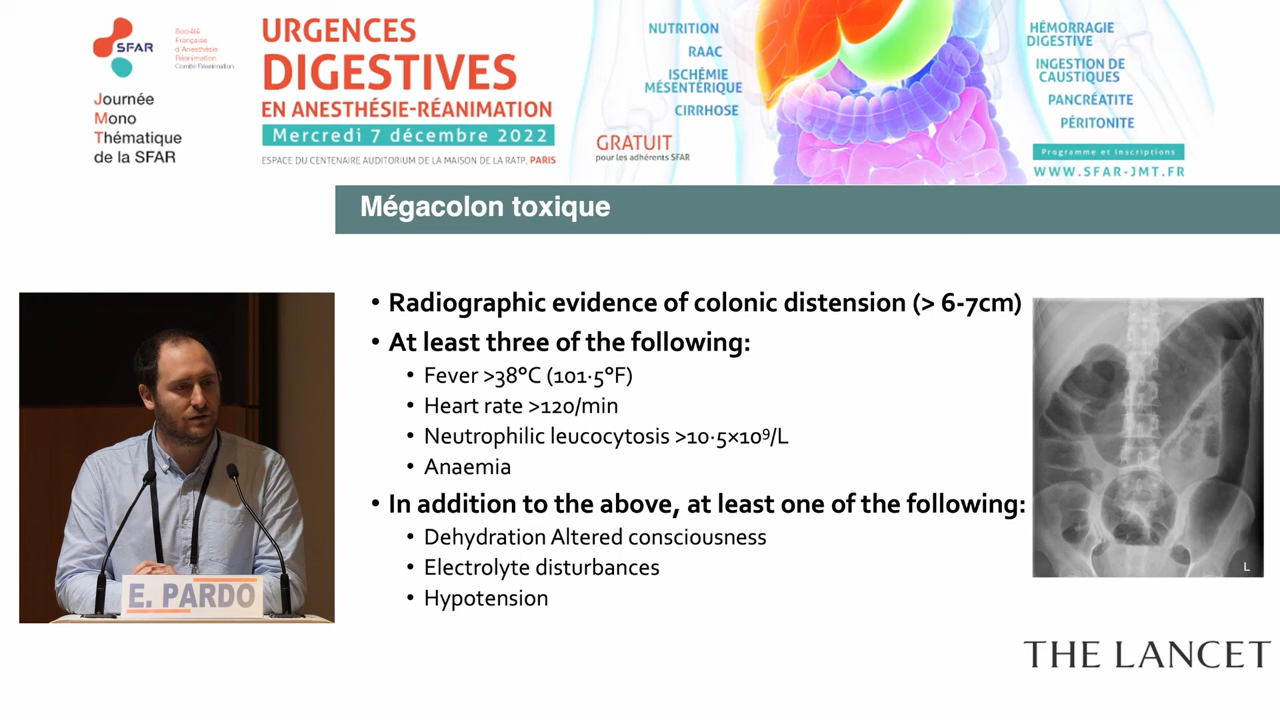 SFAR
Société
Française
d'Anesthésie
Réanimation
Comité Réanimation
Journée
Mono
Thématique
de la SFAR
URGENCES
DIGESTIVES
EN ANESTHÉSIE-RÉANIMATION
Mercredi 7 décembre 2022
ESPACE DU CENTENAIRE AUDITORIUM DE LA MAISON DE LA RATP, PARIS
NUTRITION
RAAC
ISCHÉMIE
MÉSENTÉRIQUE
CIRRHOSE
GRATUIT
pour les adhérents SFAR
HÉMORRAGIE
DIGESTIVE
INGESTION DE
CAUSTIQUES
PANCRÉATITE
PÉRITONITE
Programme et inscriptions
WWW.SFAR-JMT.FR
Mégacolon toxique
• Radiographic evidence of colonic distension (> 6-7cm)
• At least three of the following:
• Fever >38°C (101·5°F)
• Heart rate >120/min
• Neutrophilic leucocytosis >10·5×10⁹/L
• Anaemia
• In addition to the above, at least one of the following:
• Dehydration Altered consciousness
• Electrolyte disturbances
• Hypotension
L
E. PARDO
THE LANCET